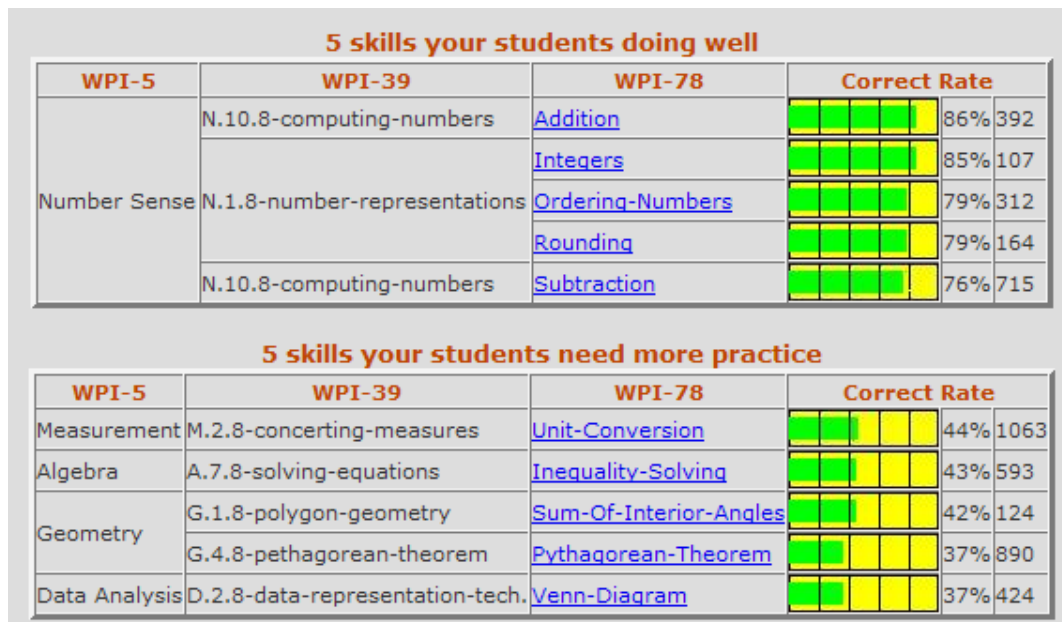 5 skills your students doing well
WPI-5 WPI-39 WPI-78 Correct Rate
Number Sense N.10.8-computing-numbers Addition 86% 392
N.1.8-number-representations Integers 85% 107
Ordering-Numbers 79% 312
Rounding 79% 164
N.10.8-computing-numbers Subtraction 76% 715
5 skills your students need more practice
WPI-5 WPI-39 WPI-78 Correct Rate
Measurement M.2.8-concerting-measures Unit-Conversion 44% 1063
Algebra A.7.8-solving-equations Inequality-Solving 43% 593
Geometry G.1.8-polygon-geometry Sum-Of-Interior-Angles 42% 124
G.4.8-pethagorean-theorem Pythagorean-Theorem 37% 890
Data Analysis D.2.8-data-representation-tech. Venn-Diagram 37% 424